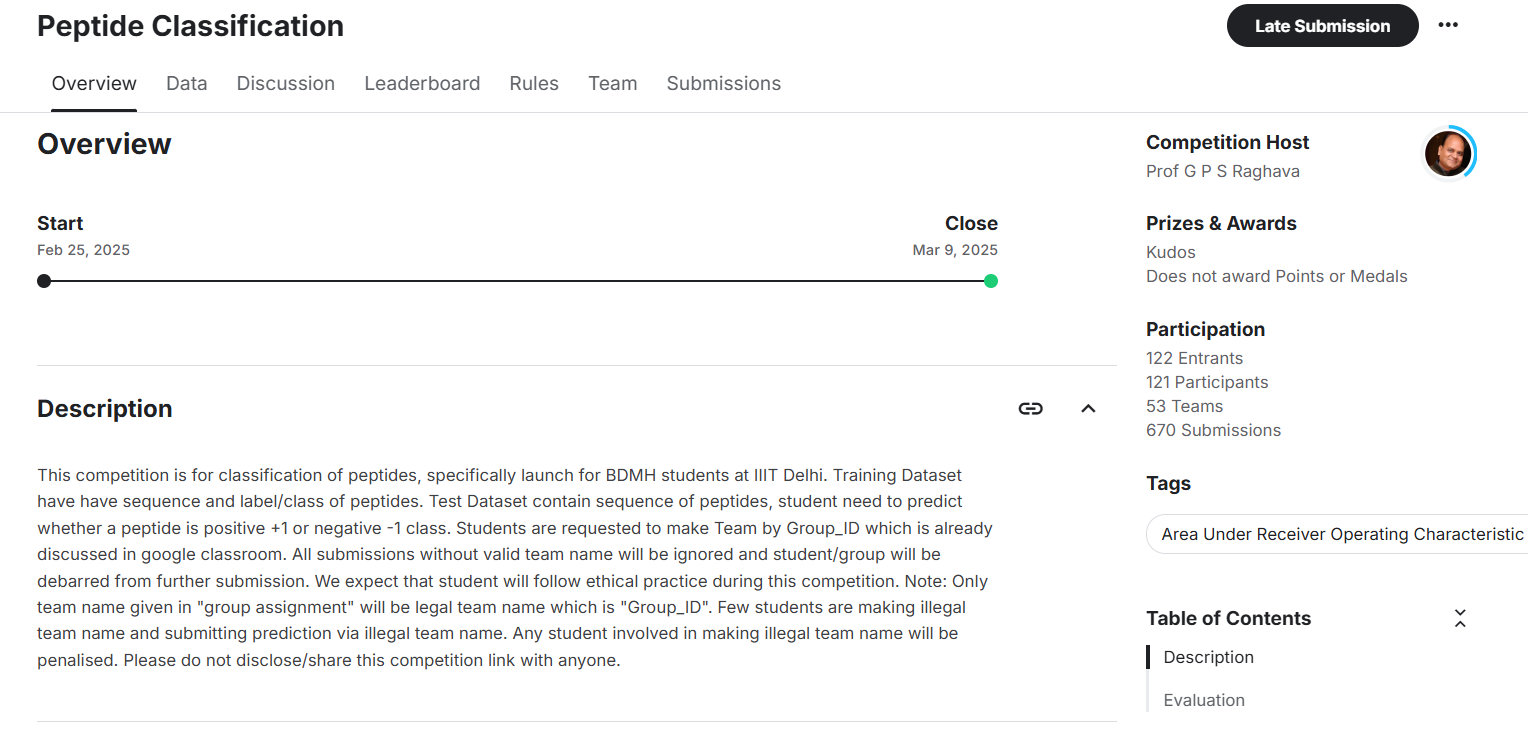 Peptide Classification
Late Submission
Overview
Data
Discussion
Leaderboard
Rules
Team
Submissions
Overview
Start
Feb 25, 2025
Close
Mar 9, 2025
Description
This competition is for classification of peptides, specifically launch for BDMH students at IIIT Delhi. Training Dataset
have have sequence and label/class of peptides. Test Dataset contain sequence of peptides, student need to predict
whether a peptide is positive +1 or negative -1 class. Students are requested to make Team by Group_ID which is already
discussed in google classroom. All submissions without valid team name will be ignored and student/group will be
debarred from further submission. We expect that student will follow ethical practice during this competition. Note: Only
team name given in "group assignment" will be legal team name which is "Group_ID". Few students are making illegal
team name and submitting prediction via illegal team name. Any student involved in making illegal team name will be
penalised. Please do not disclose/share this competition link with anyone.
Competition Host
Prof G P S Raghava
Prizes & Awards
Kudos
Does not award Points or Medals
Participation
122 Entrants
121 Participants
53 Teams
670 Submissions
Tags
Area Under Receiver Operating Characteristic
Table of Contents
Description
Evaluation